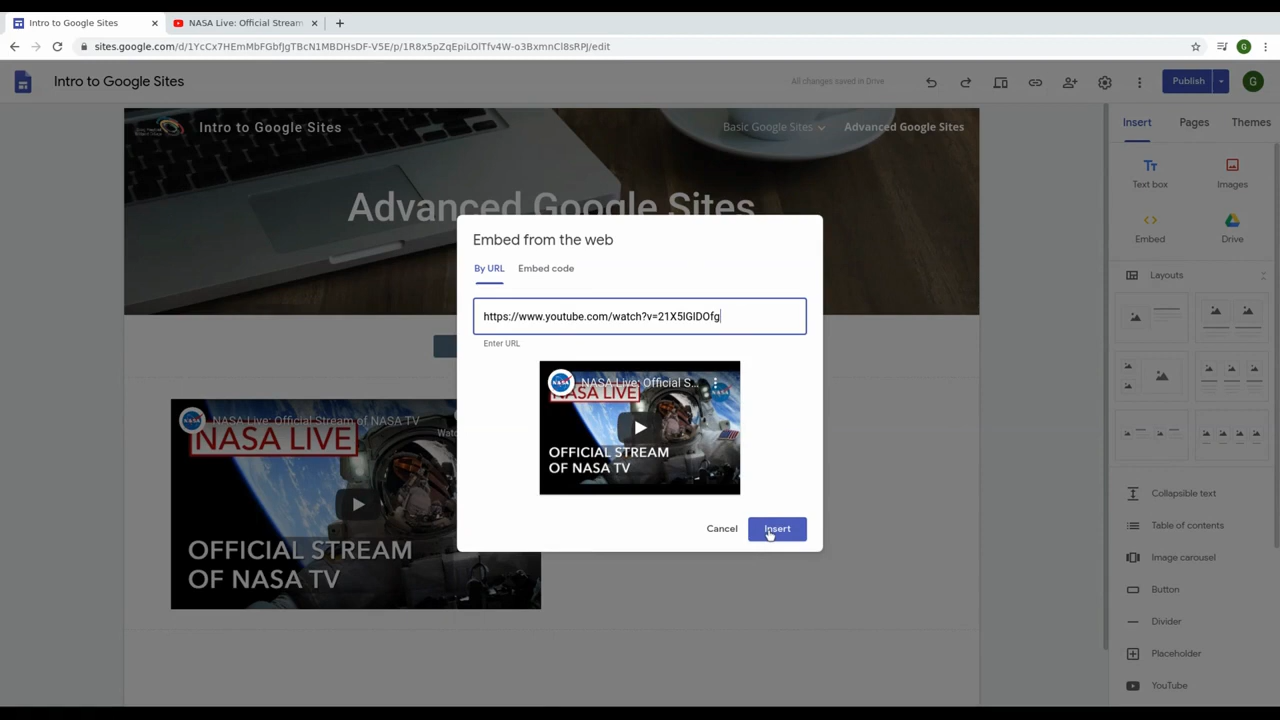 Intro to Google Sites
NASA Live: Official Stream
sites.google.com/d/1YcCx7HEmMbFGbfJgTBcN1MBDHsDF-V5E/p/1R8x5pZqEpiLOlTfv4W-o3BxmnCl8sRPJ/edit
G
Intro to Google Sites
All changes saved in Drive
Publish
G
Intro to Google Sites
Basic Google Sites
Advanced Google Sites
Advanced Google Sites
Insert
Pages
Themes
Text box
Images
Embed
Drive
Layouts
Collapsible text
Table of contents
Image carousel
Button
Divider
Placeholder
YouTube
Embed from the web
By URL
Embed code
https://www.youtube.com/watch?v=21X5lGlDOfg
Enter URL
NASA Live: Official S...
NASA LIVE
OFFICIAL STREAM
OF NASA TV
Cancel
Insert
NASA Live: Official Stream of NASA TV
NASA LIVE
OFFICIAL STREAM
OF NASA TV